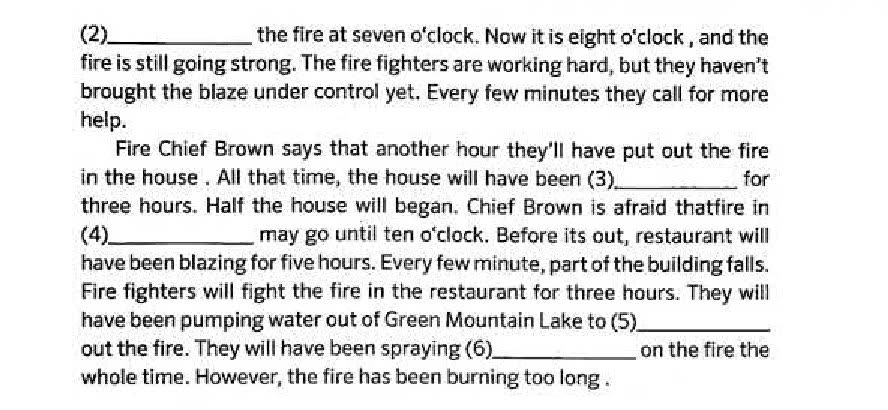 (2)____________ the fire at seven o'clock. Now it is eight o'clock , and the
fire is still going strong. The fire fighters are working hard, but they haven't
brought the blaze under control yet. Every few minutes they call for more
help.
Fire Chief Brown says that another hour they'll have put out the fire
in the house . All that time, the house will have been (3)____________ for
three hours. Half the house will began. Chief Brown is afraid thatfire in
(4)____________ may go until ten o'clock. Before its out, restaurant will
have been blazing for five hours. Every few minute, part of the building falls.
Fire fighters will fight the fire in the restaurant for three hours. They will
have been pumping water out of Green Mountain Lake to (5)____________
out the fire. They will have been spraying (6)____________ on the fire the
whole time. However, the fire has been burning too long .